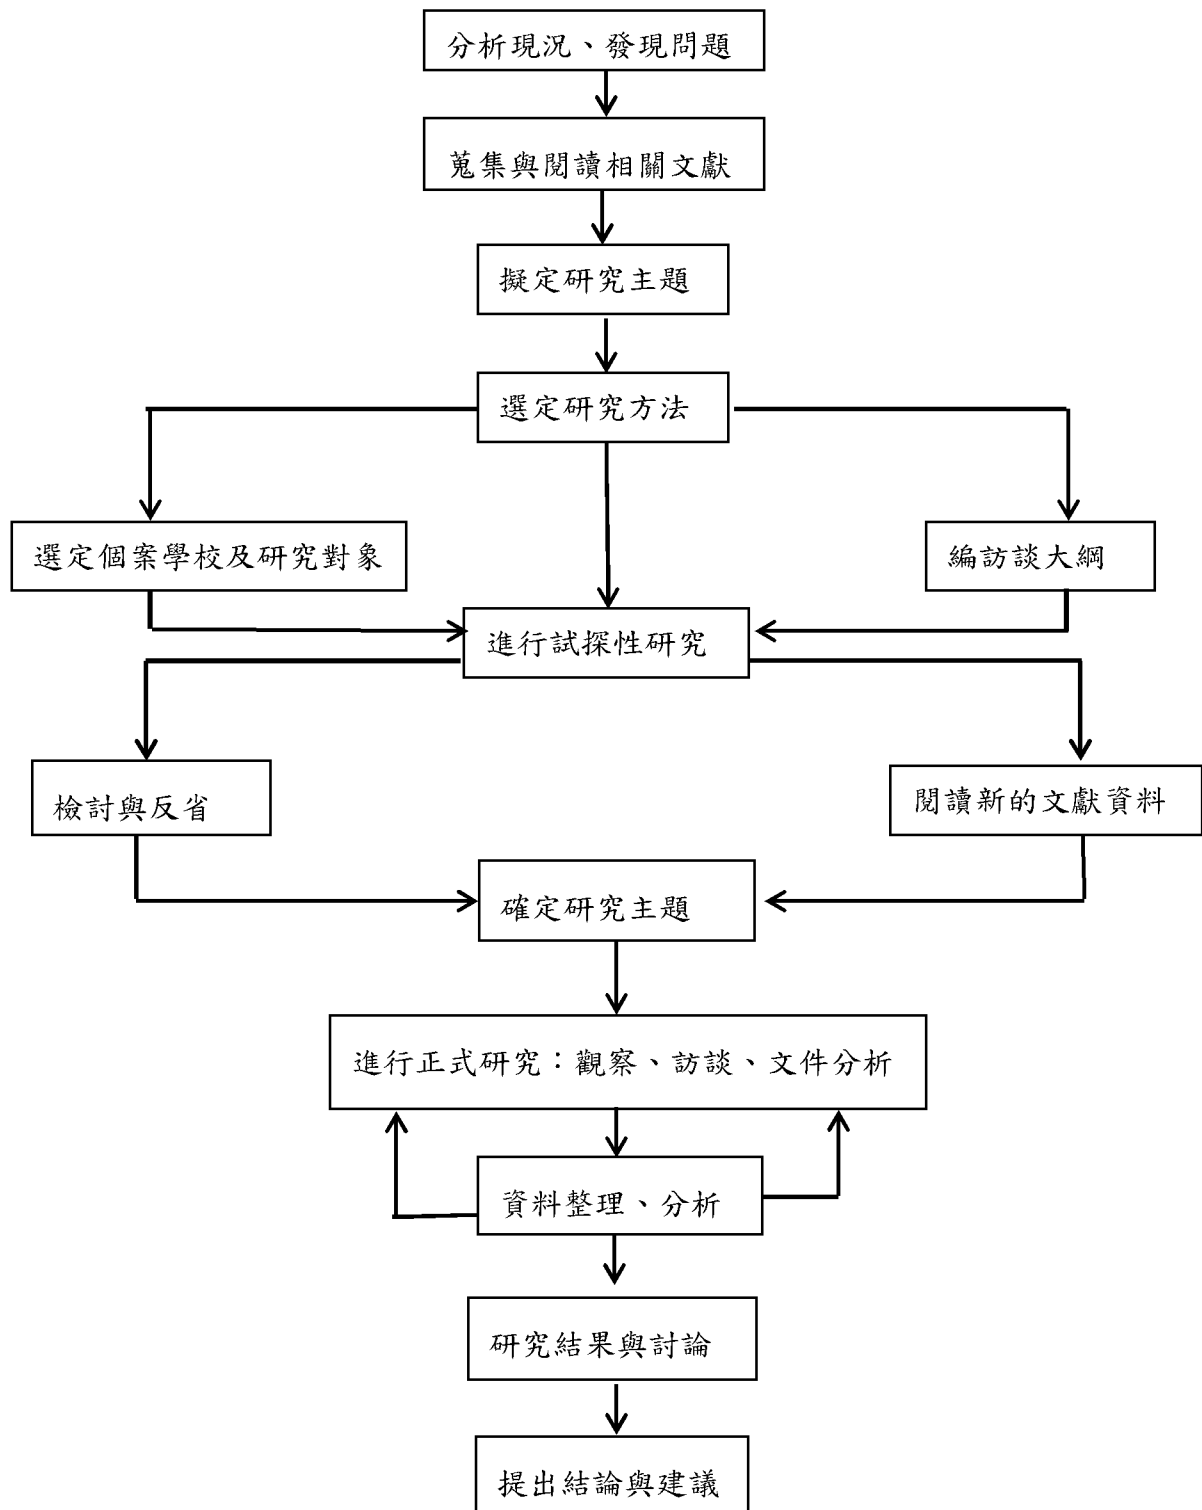 分析現況、發現問題
蒐集與閱讀相關文獻
擬定研究主題
選定研究方法
選定個案學校及研究對象
編訪談大綱
進行試探性研究
檢討與反省
閱讀新的文獻資料
確定研究主題
進行正式研究：觀察、訪談、文件分析
資料整理、分析
研究結果與討論
提出結論與建議